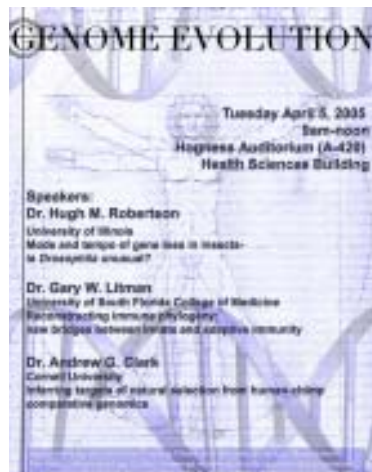 GENOME EVOLUTION
Tuesday April 5, 2005
9am-noon
Hogness Auditorium (A-420)
Health Sciences Building
Speakers:
Dr. Hugh M. Robertson
University of Illinois
Mode and tempo of gene loss in insects-
is Drosophila unusual?
Dr. Gary W. Litman
University of South Florida College of Medicine
Reconstructing immune phylogeny:
new bridges between innate and adaptive immunity
Dr. Andrew G. Clark
Cornell University
Inferring targets of natural selection from human-chimp
comparative genomics